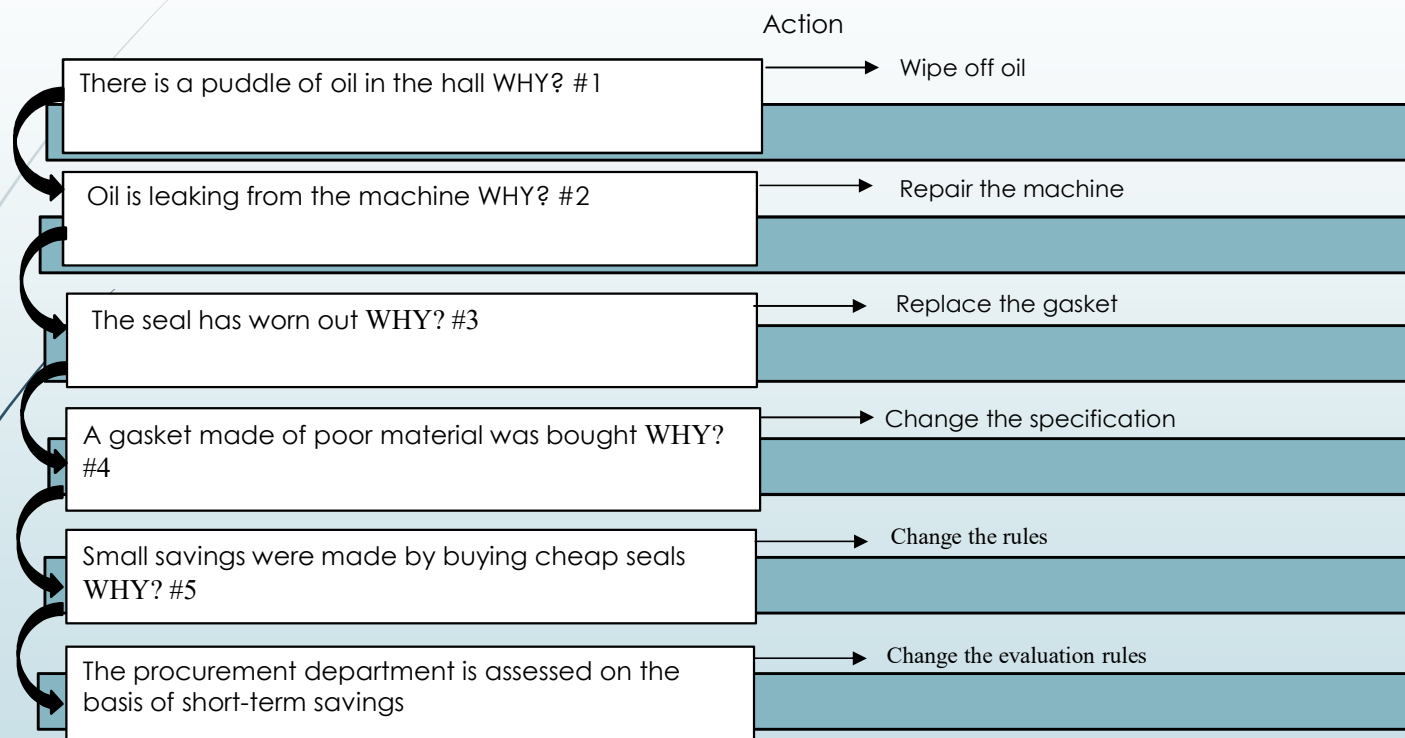 Action
There is a puddle of oil in the hall WHY? #1
Wipe off oil
Oil is leaking from the machine WHY? #2
Repair the machine
The seal has worn out WHY? #3
Replace the gasket
A gasket made of poor material was bought WHY?
#4
Change the specification
Small savings were made by buying cheap seals
WHY? #5
Change the rules
The procurement department is assessed on the
basis of short-term savings
Change the evaluation rules